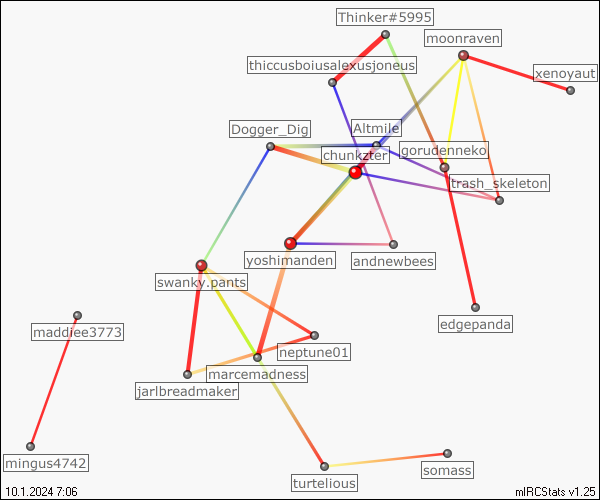 Thinker#5995
moonraven
thiccusboiusalexusjoneus
xenoyaut
Dogger_Dig
Altmile
chunkzter
gorudenneko
trash_skeleton
yoshimanden
andnewbees
swanky.pants
edgepanda
maddiee3773
neptune01
marcemadness
jarlbreadmaker
mingus4742
somass
turtelious
10.1.2024 7:06
mIRCStats v1.25